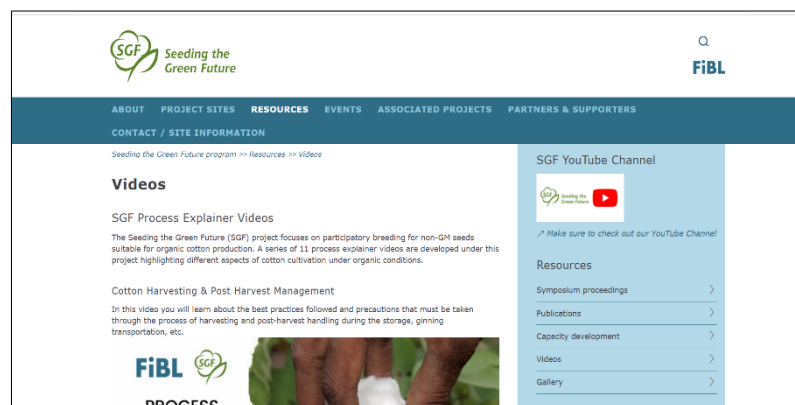 SGF
Seeding the
Green Future
FiBL
ABOUT PROJECT SITES RESOURCES EVENTS ASSOCIATED PROJECTS PARTNERS & SUPPORTERS
CONTACT / SITE INFORMATION
Seeding the Green Future program >> Resources >> Videos
Videos
SGF Process Explainer Videos
The Seeding the Green Future (SGF) project focuses on participatory breeding for non-GM seeds
suitable for organic cotton production. A series of 11 process explainer videos are developed under this
project highlighting different aspects of cotton cultivation under organic conditions.
Cotton Harvesting & Post Harvest Management
In this video you will learn about the best practices followed and precautions that must be taken
through the process of harvesting and post-harvest handling during the storage, ginning
transportation, etc.
FiBL SGF
PROCESS
SGF YouTube Channel
SGF Seeding the
Green Future
Make sure to check out our YouTube Channel
Resources
Symposium proceedings
Publications
Capacity development
Videos
Gallery